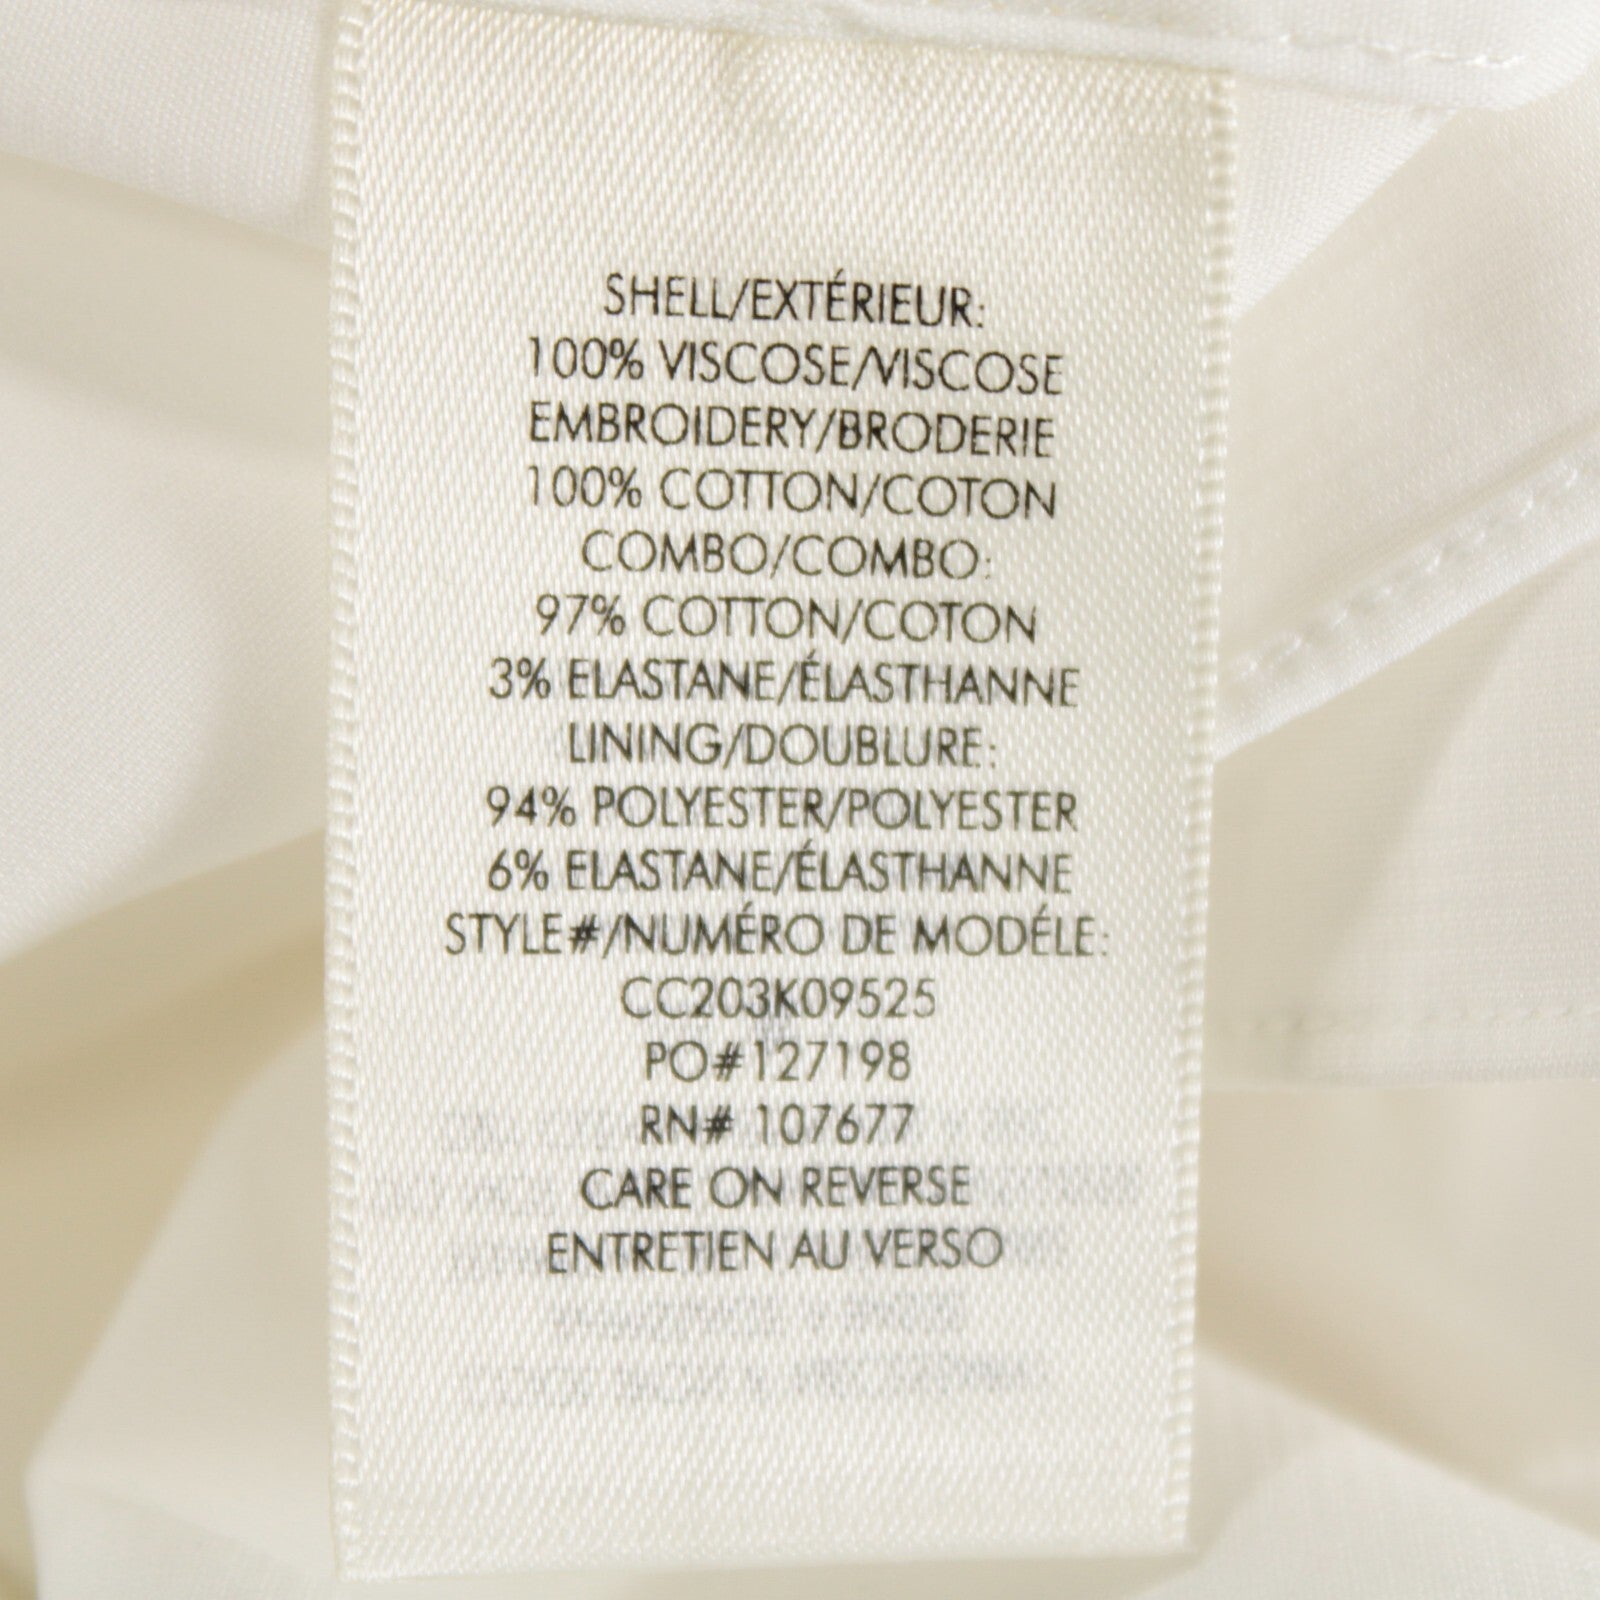 SHELL/EXTÉRIEUR:
100% VISCOSE/VISCOSE
EMBROIDERY/BRODERIE
100% COTTON/COTON
COMBO/COMBO:
97% COTTON/COTON
3% ELASTANE/ÉLASTHANNE
LINING/DOUBLURE:
94% POLYESTER/POLYESTER
6% ELASTANE/ÉLASTHANNE
STYLE#/NUMÉRO DE MODÉLE:
CC203K09525
PO#127198
RN# 107677
CARE ON REVERSE
ENTRETIEN AU VERSO